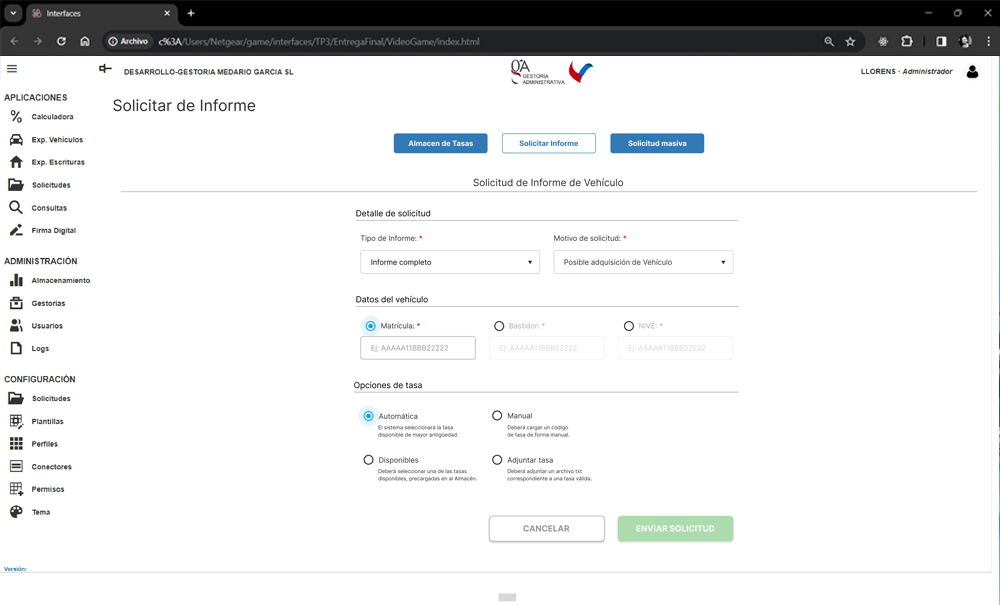 Interfaces
Archivo
c%3A/Users/Netgear/game/interfaces/TP3/EntregaFinal/VideoGame/index.html
DESARROLLO-GESTORIA MEDARIO GARCIA SL
GA
GESTORÍA
ADMINISTRATIVA
LLORENS - Administrador
APLICACIONES
Calculadora
Exp. Vehículos
Exp. Escrituras
Solicitudes
Consultas
Firma Digital
ADMINISTRACIÓN
Almacenamiento
Gestorias
Usuarios
Logs
CONFIGURACIÓN
Solicitudes
Plantillas
Perfiles
Conectores
Permisos
Tema
Versión:
Solicitar de Informe
Almacen de Tasas
Solicitar Informe
Solicitud masiva
Solicitud de Informe de Vehículo
Detalle de solicitud
Tipo de Informe: *
Motivo de solicitud: *
Informe completo
Posible adquisición de Vehículo
Datos del vehículo
Matrícula: *
Bastidor: *
NIVE: *
Ej: AAAAA11BBB22222
Ej: AAAAA11BBB22222
Ej: AAAAA11BBB22222
Opciones de tasa
Automática
El sistema seleccionará la tasa
disponible de mayor antigüedad.
Manual
Deberá cargar un código
de tasa de forma manual.
Disponibles
Deberá seleccionar una de las tasas
disponibles, precargadas en al Almacén.
Adjuntar tasa
Deberá adjuntar un archivo txt
correspondiente a una tasa válida.
CANCELAR
ENVIAR SOLICITUD